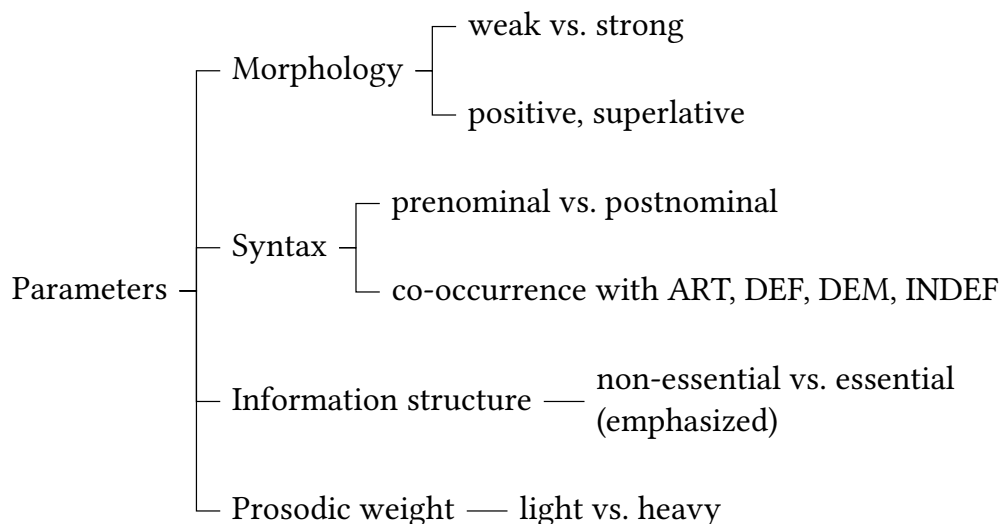 weak vs. strong
Morphology
positive, superlative
prenominal vs. postnominal
Syntax
Parameters
co-occurrence with ART, DEF, DEM, INDEF
non-essential vs. essential
Information structure
(emphasized)
Prosodic weight
light vs. heavy